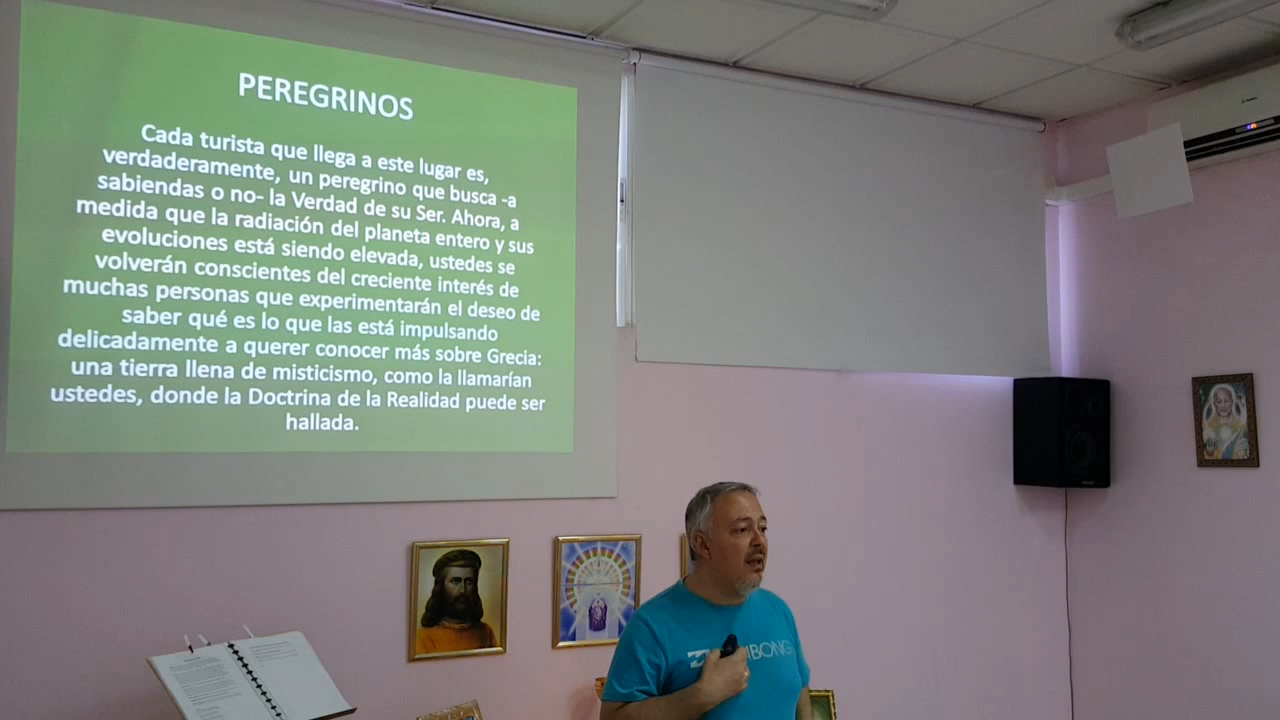 PEREGRINOS
Cada turista que llega a este lugar es,
verdaderamente, un peregrino que busca -a
sabiendas o no- la Verdad de su Ser. Ahora, a
medida que la radiación del planeta entero y sus
evoluciones está siendo elevada, ustedes se
volverán conscientes del creciente interés de
muchas personas que experimentarán el deseo de
saber qué es lo que las está impulsando
delicadamente a querer conocer más sobre Grecia:
una tierra llena de misticismo, como la llamarían
ustedes, donde la Doctrina de la Realidad puede ser
hallada.